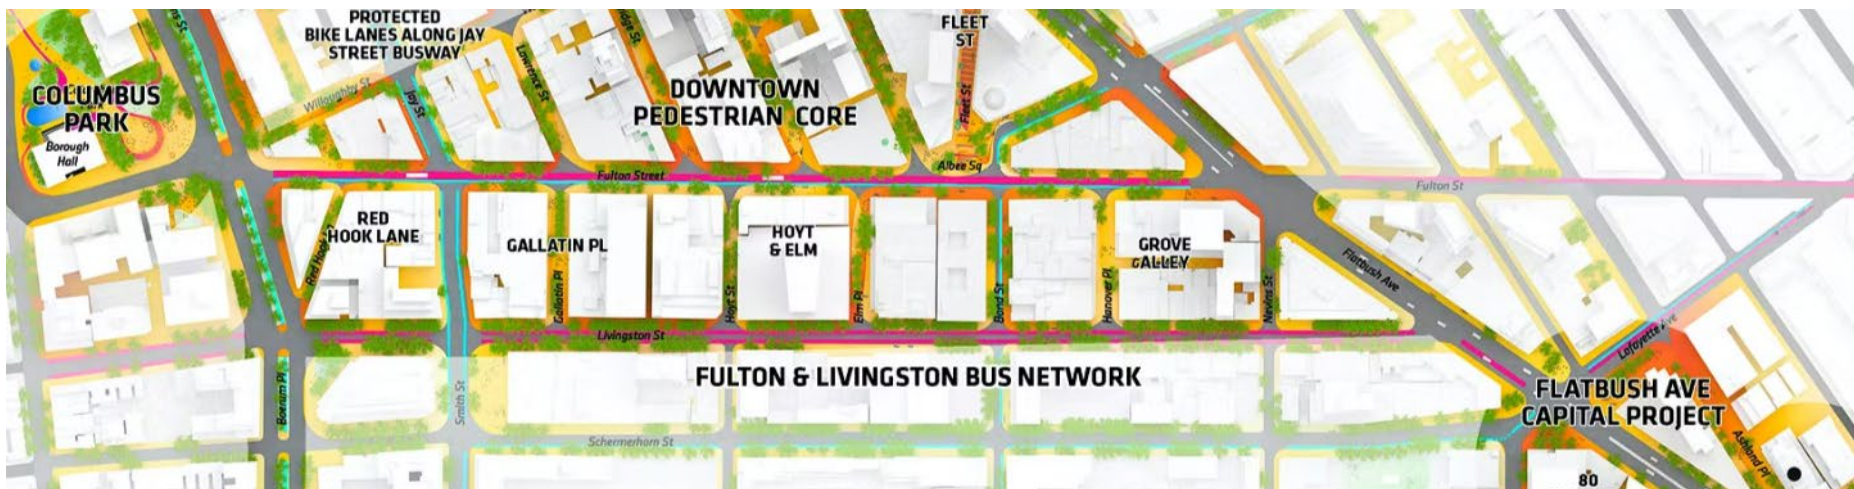 PROTECTED
BIKE LANES ALONG JAY
STREET BUSWAY
FLEET
ST
COLUMBUS
PARK
Borough
Hall
Willoughby St
Jay St
Lawrence St
DOWNTOWN
PEDESTRIAN CORE
Fleet St
Albee Sq
Fulton Street
Fulton St
RED
HOOK LANE
Red Hook
GALLATIN PL
Gallatin Pl
Hoyt St
HOYT
& ELM
Elm Pl
Bond St
Hanover Pl
GROVE
ALLEY
Nevins St
Flatbush Ave
Livingston St
Lafayette Ave
Boerum Pl
Smith St
FULTON & LIVINGSTON BUS NETWORK
FLATBUSH AVE
CAPITAL PROJECT
Schermerhorn St
Ashland Pl
80